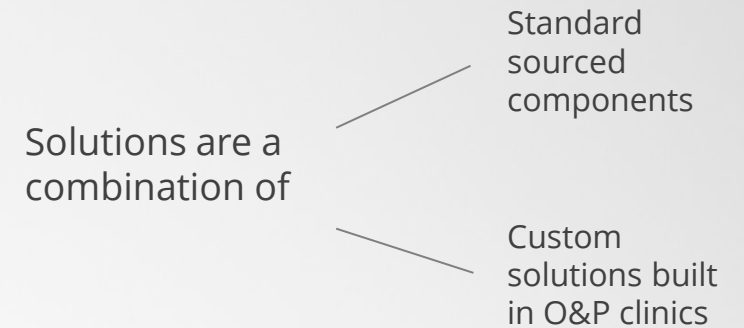 Solutions are a
combination of
Standard
sourced
components
Custom
solutions built
in O&P clinics